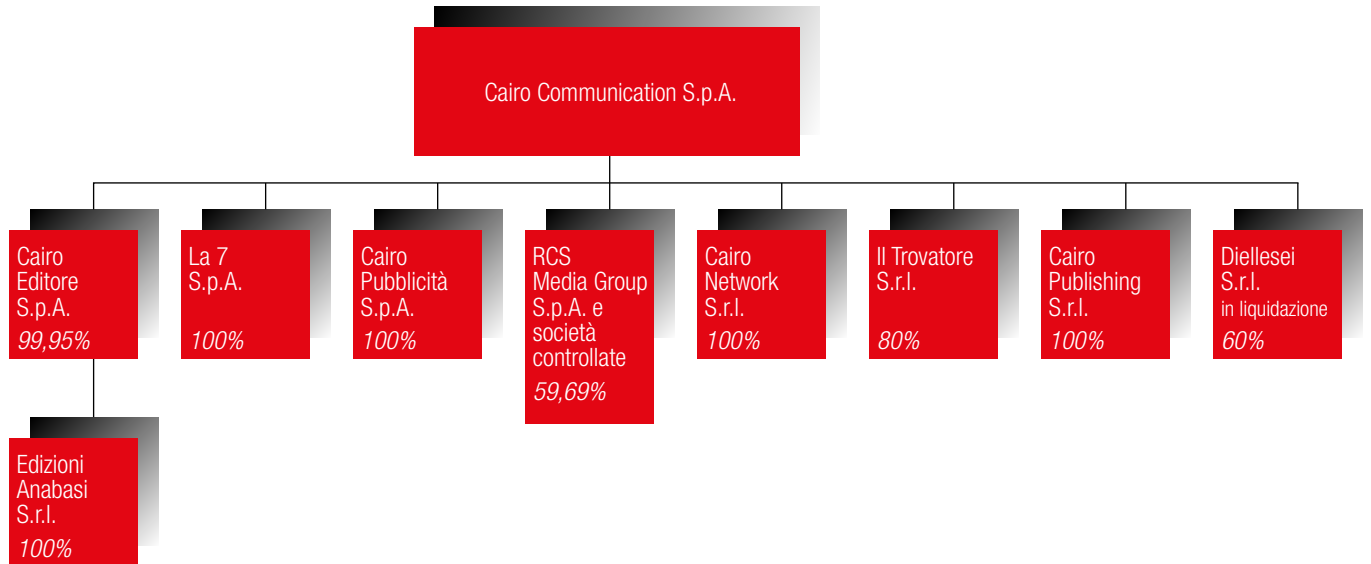 Cairo Communication S.p.A.
Cairo
Editore
S.p.A.
99,95%
La 7
S.p.A.
100%
Cairo
Pubblicità
S.p.A.
100%
RCS
Media Group
S.p.A. e
società
controllate
59,69%
Cairo
Network
S.r.l.
100%
Il Trovatore
S.r.l.
80%
Cairo
Publishing
S.r.l.
100%
Diellesei
S.r.l.
in liquidazione
60%
Edizioni
Anabasi
S.r.l.
100%